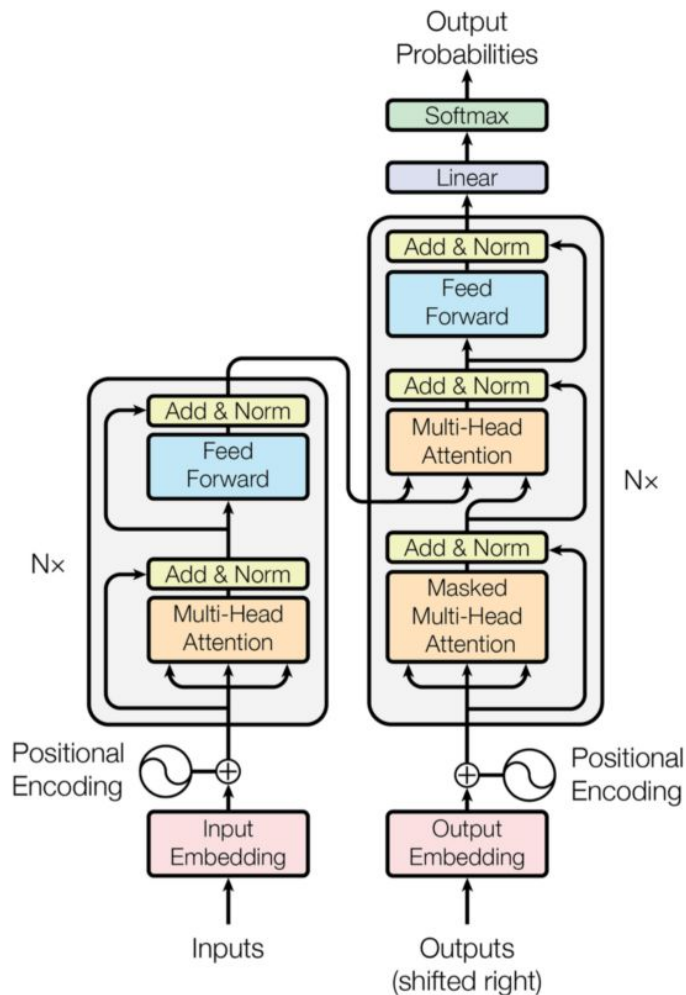 Output
Probabilities
Softmax
Linear
Add & Norm
Feed
Forward
Add & Norm
Multi-Head
Attention
Add & Norm
Masked
Multi-Head
Attention
N×
Add & Norm
Feed
Forward
Add & Norm
Multi-Head
Attention
N×
Positional
Encoding
Positional
Encoding
Input
Embedding
Output
Embedding
Inputs
Outputs
(shifted right)